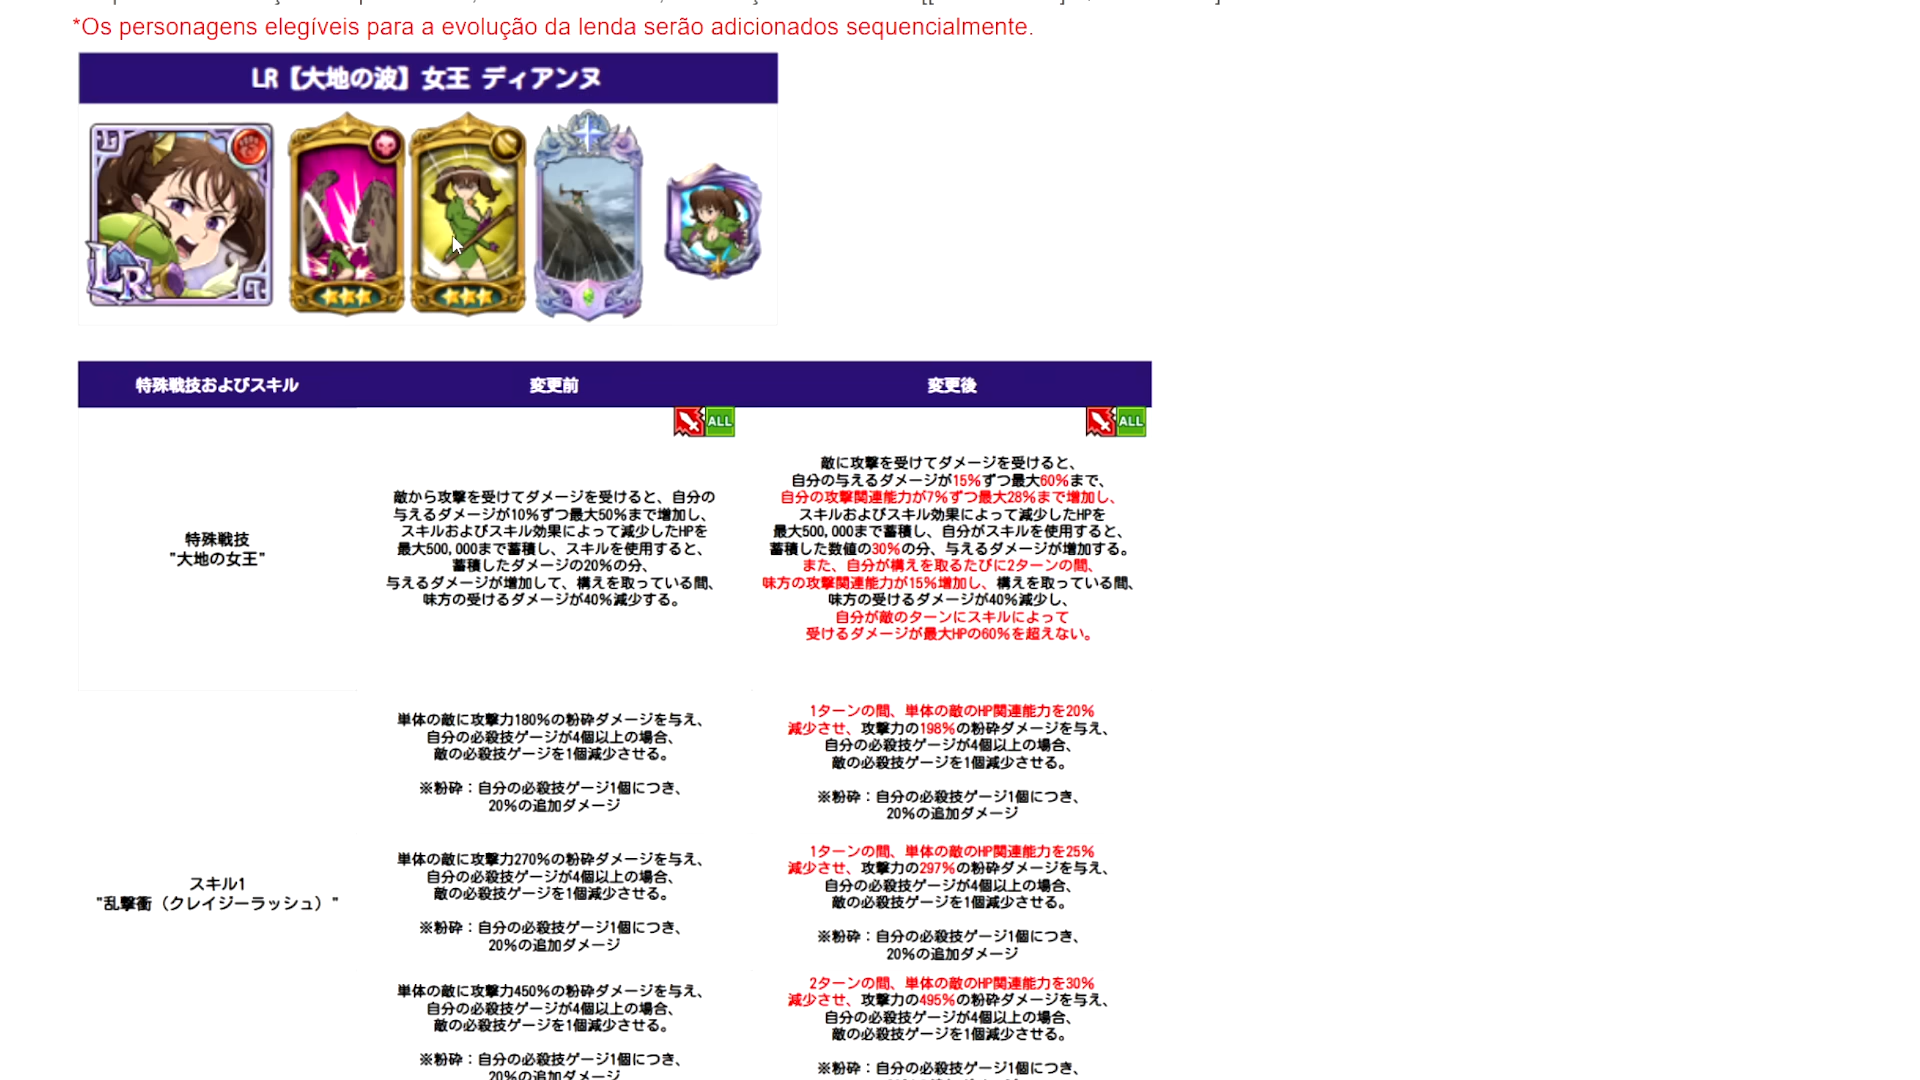 *Os personagens elegíveis para a evolução da lenda serão adicionados sequencialmente.
LR【大地の波】女王 ディアンヌ
LR
特殊戦技およびスキル
変更前
変更後
ALL
ALL
特殊戦技
"大地の女王"
敵から攻撃を受けてダメージを受けると、自分の
与えるダメージが10%ずつ最大50%まで増加し、
スキルおよびスキル効果によって減少したHPを
最大500,000まで蓄積し、スキルを使用すると、
蓄積したダメージの20%の分、
与えるダメージが増加して、構えを取っている間、
味方の受けるダメージが40%減少する。
敵に攻撃を受けてダメージを受けると、
自分の与えるダメージが15%ずつ最大60%まで、
自分の攻撃関連能力が7%ずつ最大28%まで増加し、
スキルおよびスキル効果によって減少したHPを
最大500,000まで蓄積し、自分がスキルを使用すると、
蓄積した数値の30%の分、与えるダメージが増加する。
また、自分が構えを取るたびに2ターンの間、
味方の攻撃関連能力が15%増加し、構えを取っている間、
味方の受けるダメージが40%減少し、
自分が敵のターンにスキルによって
受けるダメージが最大HPの60%を超えない。
スキル1
"乱撃衝（クレイジーラッシュ）"
単体の敵に攻撃力180%の粉砕ダメージを与え、
自分の必殺技ゲージが4個以上の場合、
敵の必殺技ゲージを1個減少させる。
※粉砕：自分の必殺技ゲージ1個につき、
20%の追加ダメージ
1ターンの間、単体の敵のHP関連能力を20%
減少させ、攻撃力の198%の粉砕ダメージを与え、
自分の必殺技ゲージが4個以上の場合、
敵の必殺技ゲージを1個減少させる。
※粉砕：自分の必殺技ゲージ1個につき、
20%の追加ダメージ
単体の敵に攻撃力270%の粉砕ダメージを与え、
自分の必殺技ゲージが4個以上の場合、
敵の必殺技ゲージを1個減少させる。
※粉砕：自分の必殺技ゲージ1個につき、
20%の追加ダメージ
1ターンの間、単体の敵のHP関連能力を25%
減少させ、攻撃力の297%の粉砕ダメージを与え、
自分の必殺技ゲージが4個以上の場合、
敵の必殺技ゲージを1個減少させる。
※粉砕：自分の必殺技ゲージ1個につき、
20%の追加ダメージ
単体の敵に攻撃力450%の粉砕ダメージを与え、
自分の必殺技ゲージが4個以上の場合、
敵の必殺技ゲージを1個減少させる。
※粉砕：自分の必殺技ゲージ1個につき、
20%の追加ダメージ
2ターンの間、単体の敵のHP関連能力を30%
減少させ、攻撃力の495%の粉砕ダメージを与え、
自分の必殺技ゲージが4個以上の場合、
敵の必殺技ゲージを1個減少させる。
※粉砕：自分の必殺技ゲージ1個につき、